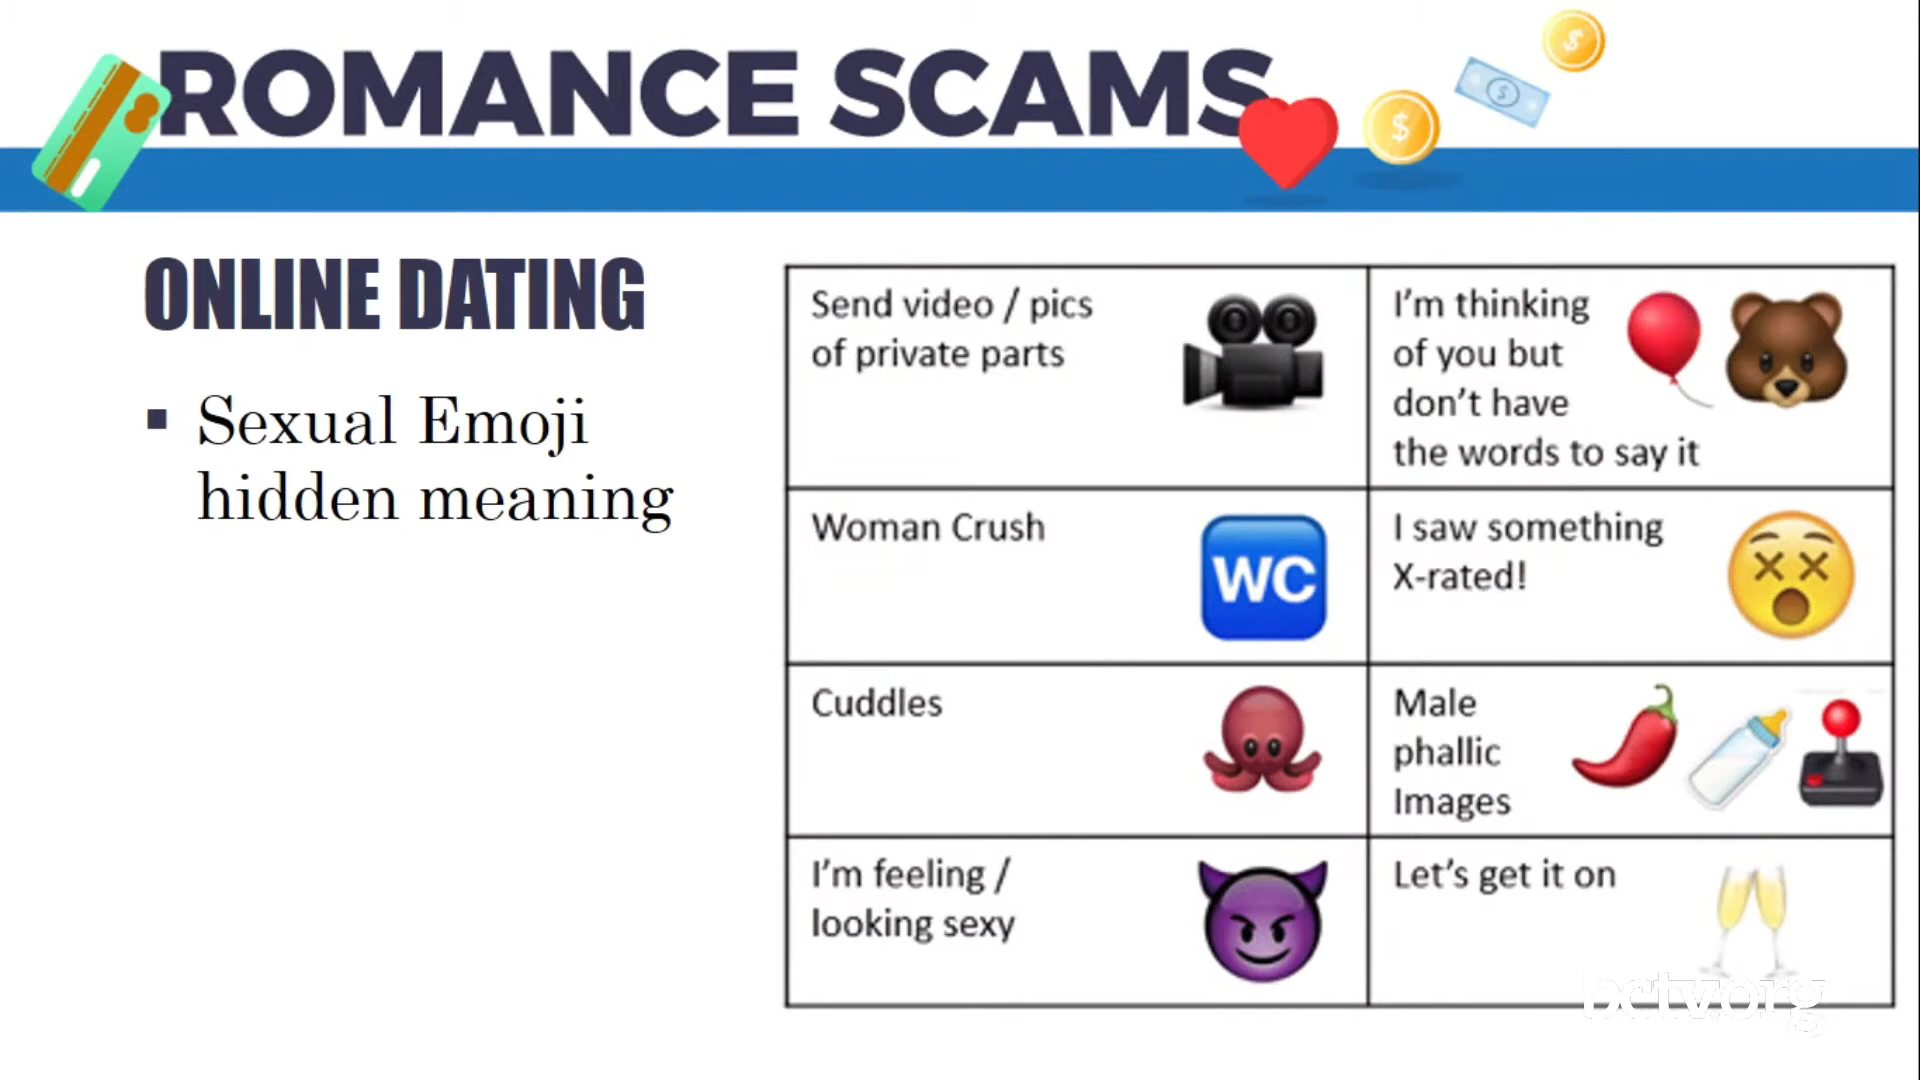 ROMANCE SCAMS
ONLINE DATING
Sexual Emoji
hidden meaning
Send video / pics
of private parts
I'm thinking
of you but
don't have
the words to say it
Woman Crush
WC
I saw something
X-rated!
Cuddles
Male
phallic
Images
I'm feeling /
looking sexy
Let's get it on
bctv.org